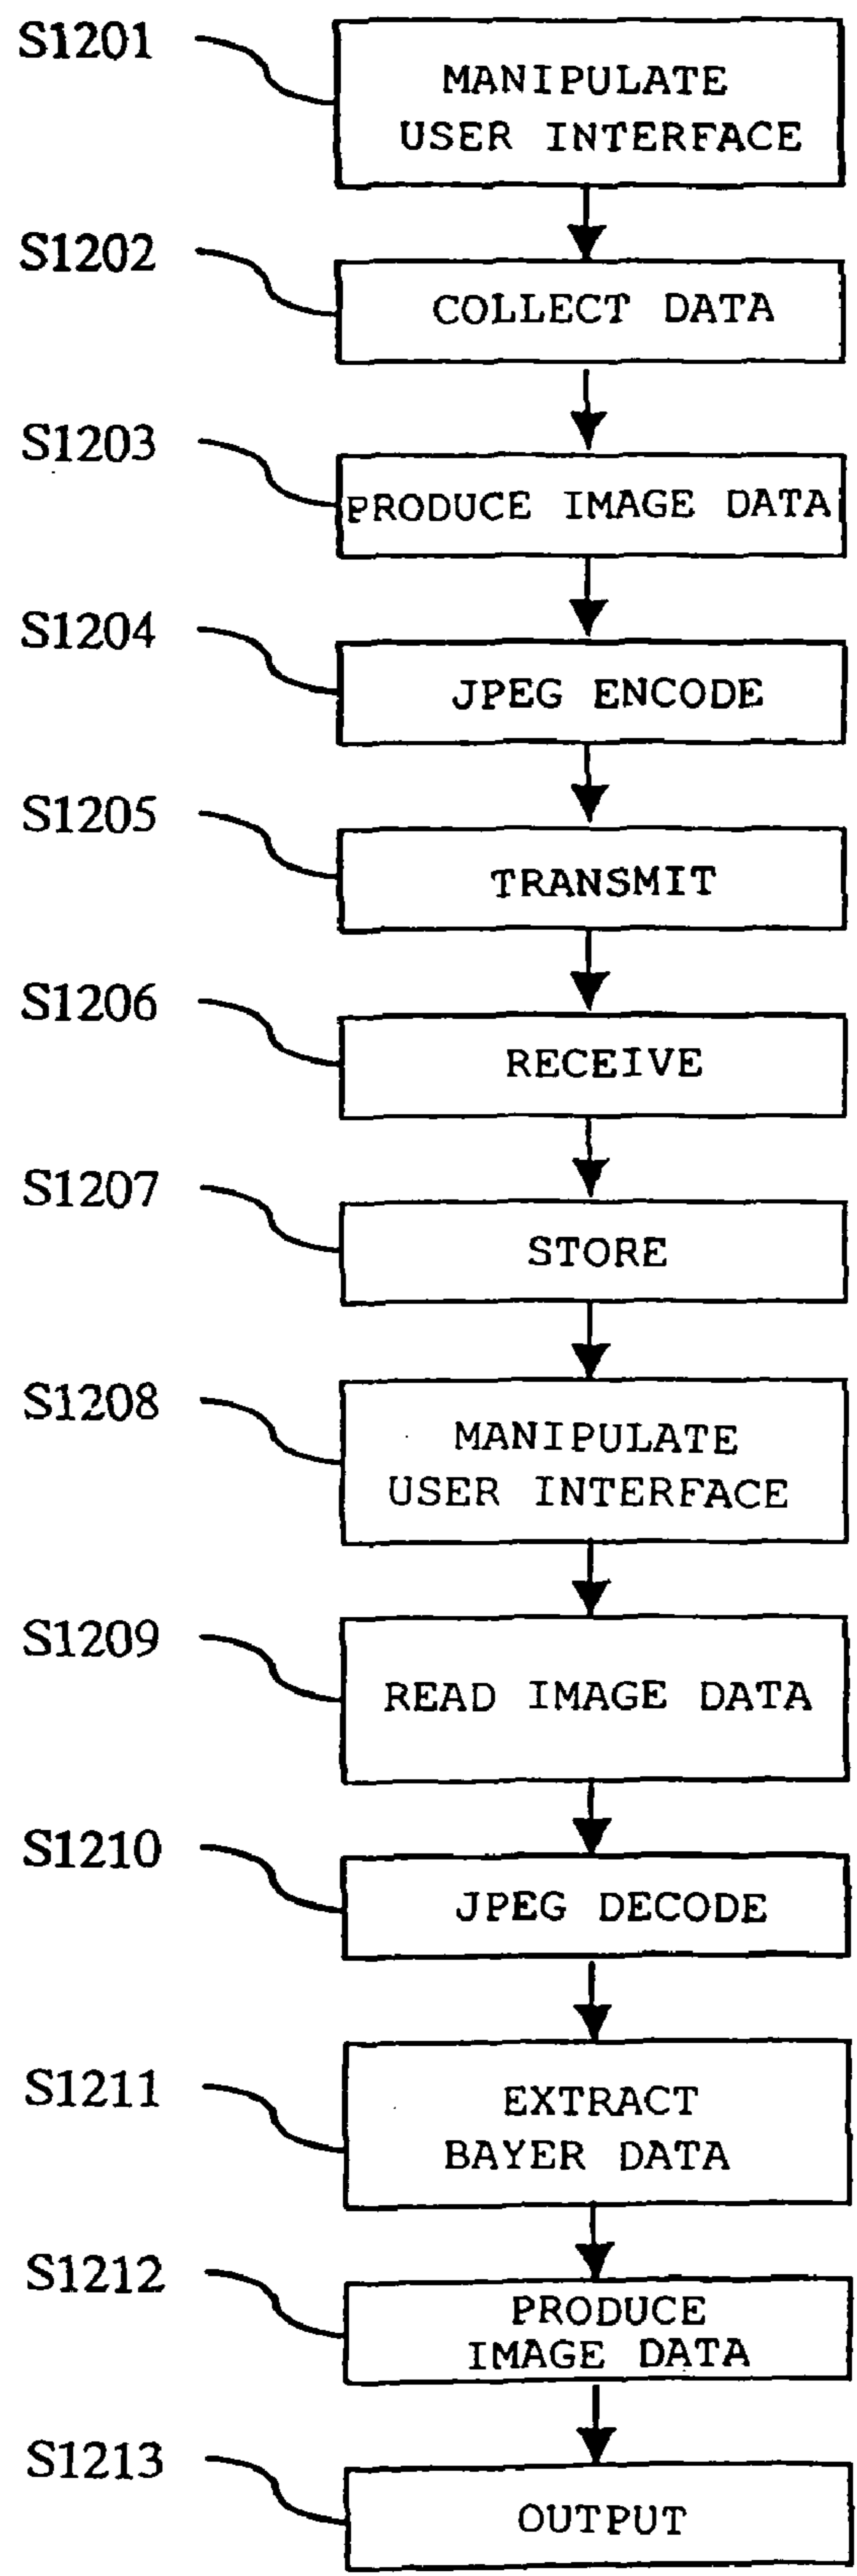 S1201
MANIPULATE
USER INTERFACE
S1202
COLLECT DATA
S1203
PRODUCE IMAGE DATA
S1204
JPEG ENCODE
S1205
TRANSMIT
S1206
RECEIVE
S1207
STORE
S1208
MANIPULATE
USER INTERFACE
S1209
READ IMAGE DATA
S1210
JPEG DECODE
S1211
EXTRACT
BAYER DATA
S1212
PRODUCE
IMAGE DATA
S1213
OUTPUT